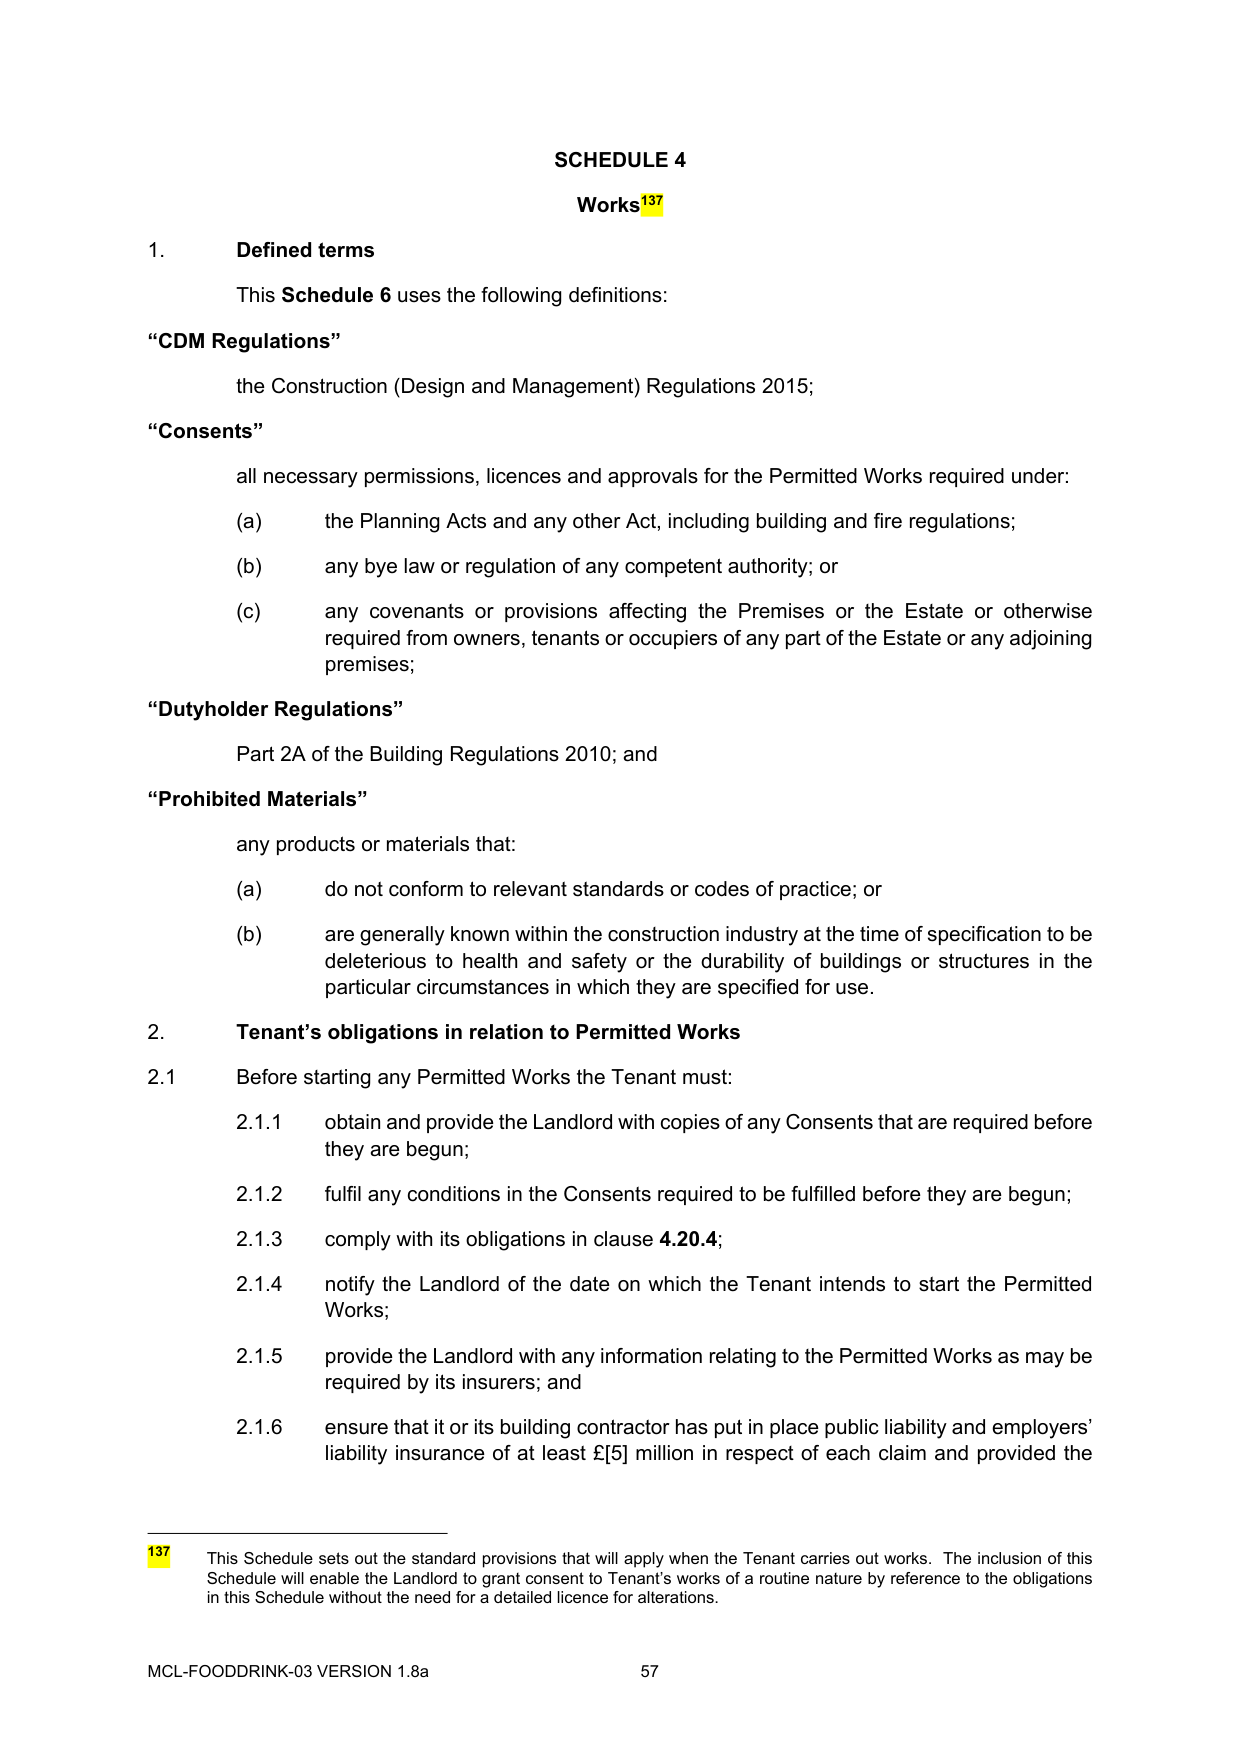 SCHEDULE 4
Works137
1. Defined terms
This Schedule 6 uses the following definitions:
“CDM Regulations”
the Construction (Design and Management) Regulations 2015;
“Consents”
all necessary permissions, licences and approvals for the Permitted Works required under:
(a) the Planning Acts and any other Act, including building and fire regulations;
(b) any bye law or regulation of any competent authority; or
(c) any covenants or provisions affecting the Premises or the Estate or otherwise
required from owners, tenants or occupiers of any part of the Estate or any adjoining
premises;
“Dutyholder Regulations”
Part 2A of the Building Regulations 2010; and
“Prohibited Materials”
any products or materials that:
(a) do not conform to relevant standards or codes of practice; or
(b) are generally known within the construction industry at the time of specification to be
deleterious to health and safety or the durability of buildings or structures in the
particular circumstances in which they are specified for use.
2. Tenant’s obligations in relation to Permitted Works
2.1 Before starting any Permitted Works the Tenant must:
2.1.1 obtain and provide the Landlord with copies of any Consents that are required before
they are begun;
2.1.2 fulfil any conditions in the Consents required to be fulfilled before they are begun;
2.1.3 comply with its obligations in clause 4.20.4;
2.1.4 notify the Landlord of the date on which the Tenant intends to start the Permitted
Works;
2.1.5 provide the Landlord with any information relating to the Permitted Works as may be
required by its insurers; and
2.1.6 ensure that it or its building contractor has put in place public liability and employers’
liability insurance of at least £[5] million in respect of each claim and provided the
137 This Schedule sets out the standard provisions that will apply when the Tenant carries out works. The inclusion of this
Schedule will enable the Landlord to grant consent to Tenant’s works of a routine nature by reference to the obligations
in this Schedule without the need for a detailed licence for alterations.
MCL-FOODDRINK-03 VERSION 1.8a 57